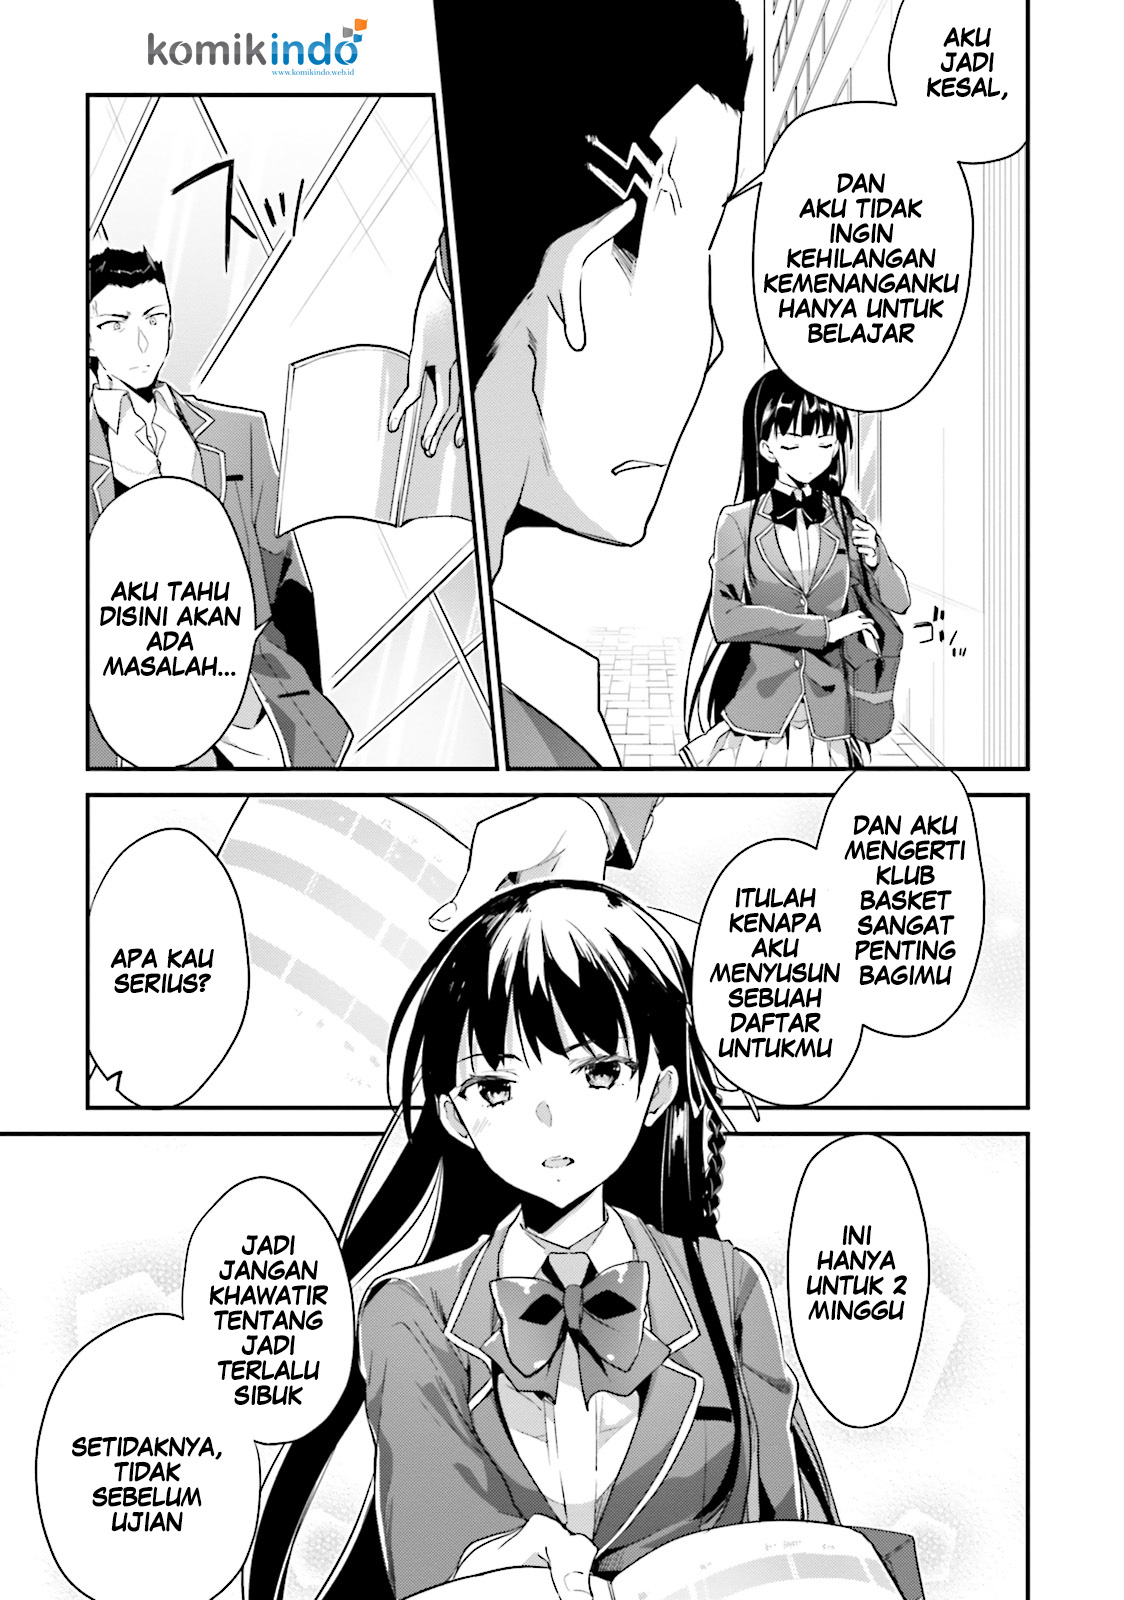 komikindo
www.komikindo.web.id
AKU
JADI
KESAL,
DAN
AKU TIDAK
INGIN
KEHILANGAN
KEMENANGANKU
HANYA UNTUK
BELAJAR
ゴソ
AKU TAHU
DISINI AKAN
ADA
MASALAH...
DAN AKU
MENGERTI
KLUB
BASKET
SANGAT
PENTING
BAGIMU
ITULAH
KENAPA
AKU
MENYUSUN
SEBUAH
DAFTAR
UNTUKMU
APA KAU
SERIUS?
INI
HANYA
UNTUK 2
MINGGU
JADI
JANGAN
KHAWATIR
TENTANG
JADI
TERLALU
SIBUK
SETIDAKNYA,
TIDAK
SEBELUM
UJIAN